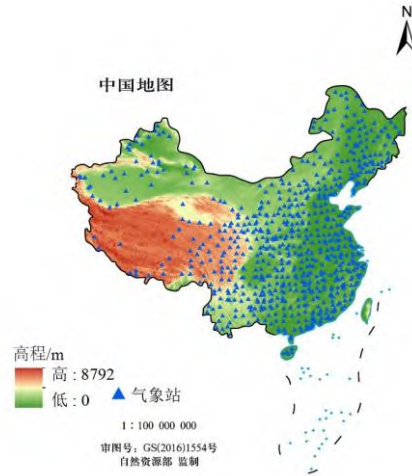 N
中国地图
高程/m
高 : 8792
低 : 0
气象站
1 : 100 000 000
审图号: GS(2016)1554号
自然资源部 监制